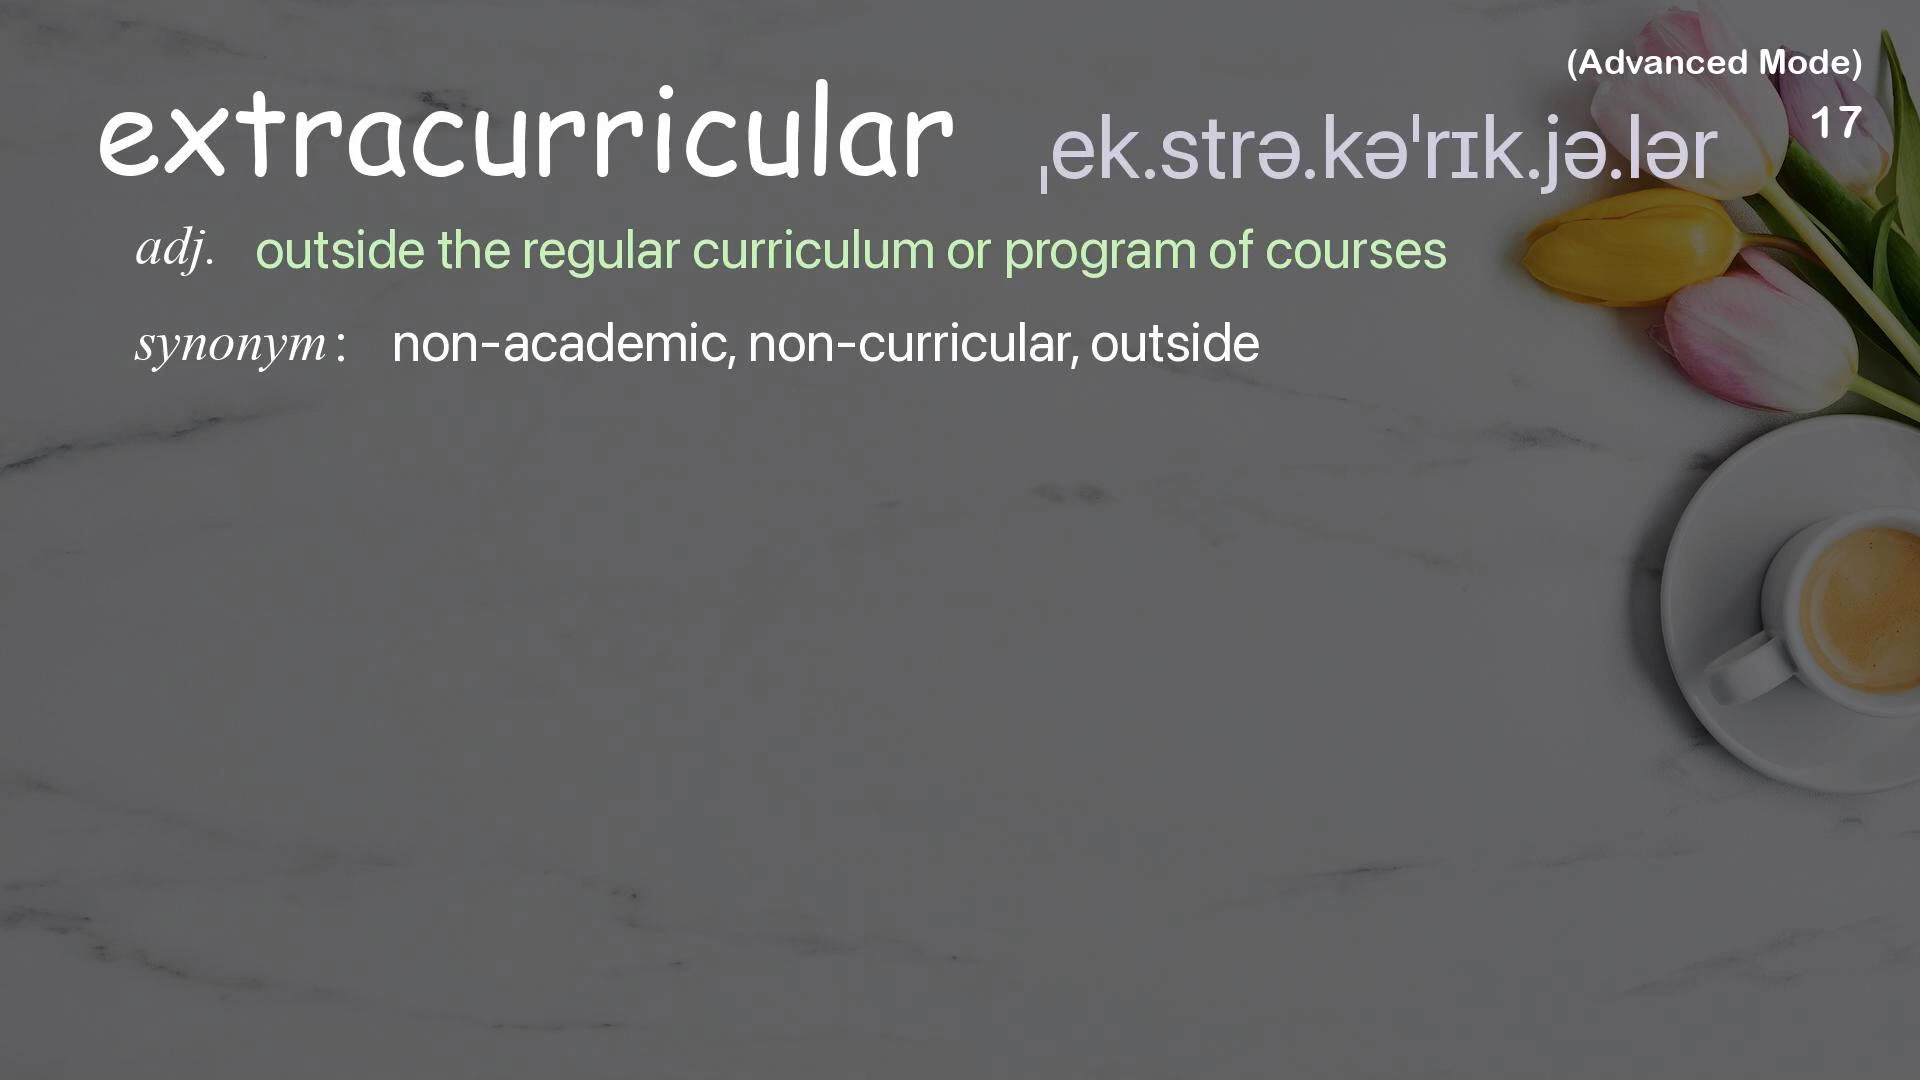 (Advanced Mode)
extracurricular ˌek.strə.kəˈrɪk.jə.lər 17
adj. outside the regular curriculum or program of courses
synonym: non-academic, non-curricular, outside